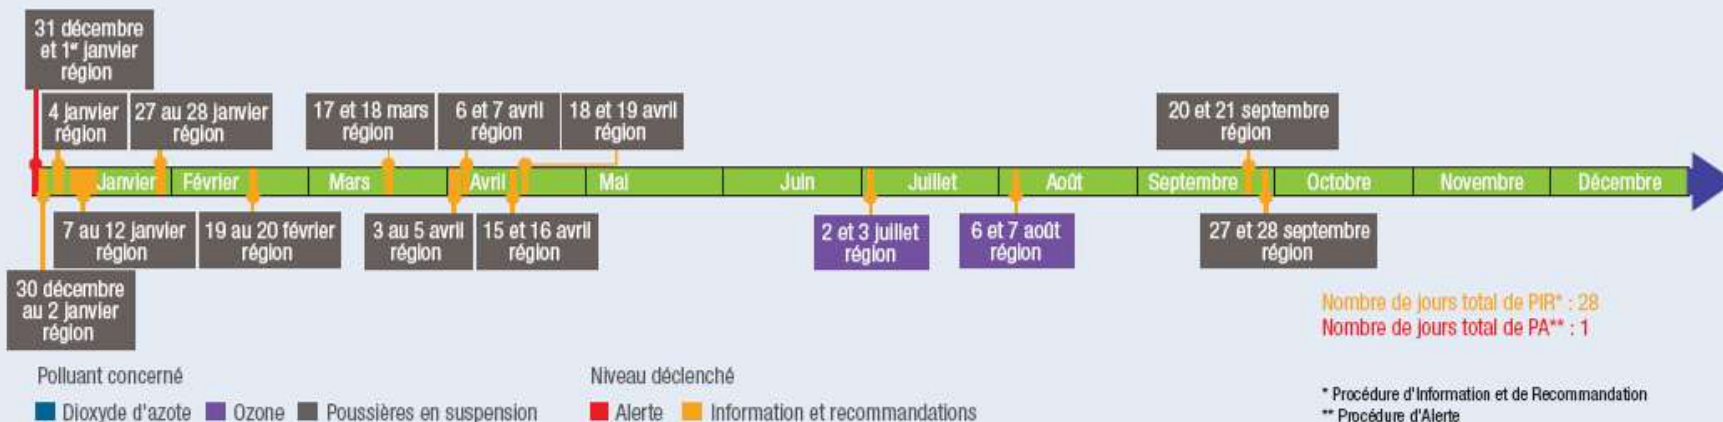 31 décembre
et 1er janvier
région
4 janvier
région
27 au 28 janvier
région
17 et 18 mars
région
6 et 7 avril
région
18 et 19 avril
région
20 et 21 septembre
région
Janvier
Février
Mars
Avril
Mai
Juin
Juillet
Août
Septembre
Octobre
Novembre
Décembre
7 au 12 janvier
région
19 au 20 février
région
3 au 5 avril
région
15 et 16 avril
région
2 et 3 juillet
région
6 et 7 août
région
27 et 28 septembre
région
30 décembre
au 2 janvier
région
Nombre de jours total de PIR* : 28
Nombre de jours total de PA** : 1
Polluant concerné
Dioxyde d'azote Ozone Poussières en suspension
Niveau déclenché
Alerte Information et recommandations
* Procédure d'Information et de Recommandation
** Procédure d'Alerte